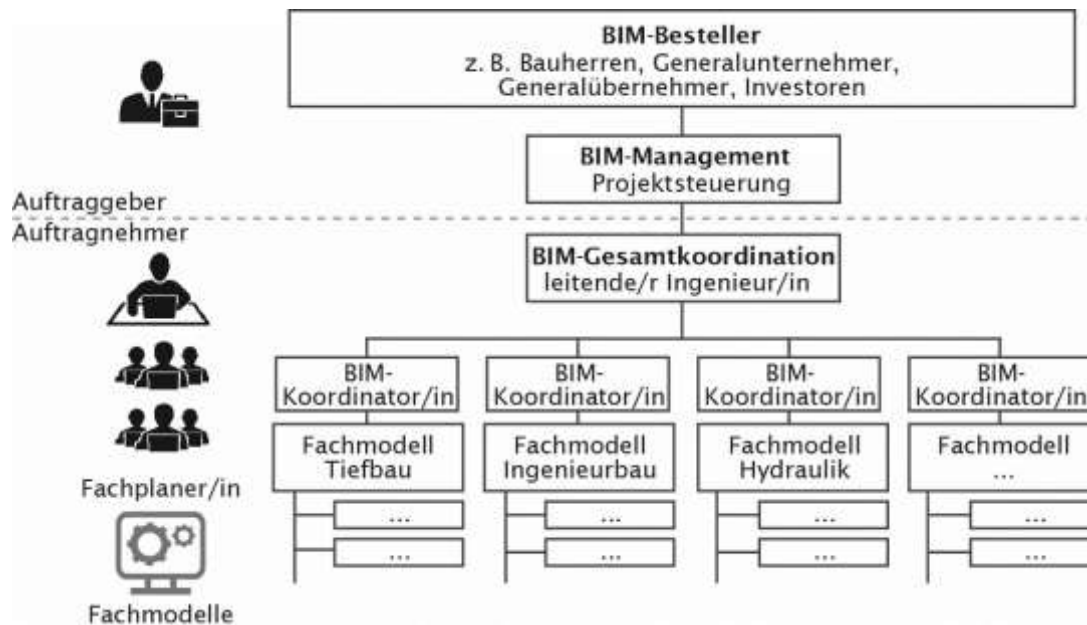 BIM-Besteller
z. B. Bauherren, Generalunternehmer,
Generalübernehmer, Investoren
BIM-Management
Projektsteuerung
Auftraggeber
Auftragnehmer
BIM-Gesamtkoordination
leitende/r Ingenieur/in
BIM-
Koordinator/in
BIM-
Koordinator/in
BIM-
Koordinator/in
BIM-
Koordinator/in
Fachmodell
Tiefbau
Fachmodell
Ingenieurbau
Fachmodell
Hydraulik
Fachmodell
...
Fachplaner/in
...
...
...
...
...
...
...
...
Fachmodelle